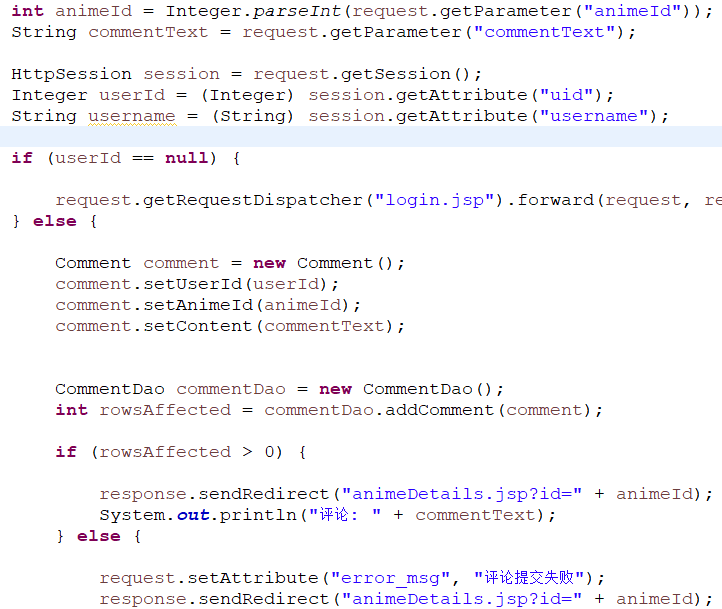 int animeId = Integer.parseInt(request.getParameter("animeId"));
String commentText = request.getParameter("commentText");
HttpSession session = request.getSession();
Integer userId = (Integer) session.getAttribute("uid");
String username = (String) session.getAttribute("username");
if (userId == null) {
request.getRequestDispatcher("login.jsp").forward(request, re
} else {
Comment comment = new Comment();
comment.setUserId(userId);
comment.setAnimeId(animeId);
comment.setContent(commentText);
CommentDao commentDao = new CommentDao();
int rowsAffected = commentDao.addComment(comment);
if (rowsAffected > 0) {
response.sendRedirect("animeDetails.jsp?id=" + animeId);
System.out.println("评论: " + commentText);
} else {
request.setAttribute("error_msg", "评论提交失败");
response.sendRedirect("animeDetails.jsp?id=" + animeId);